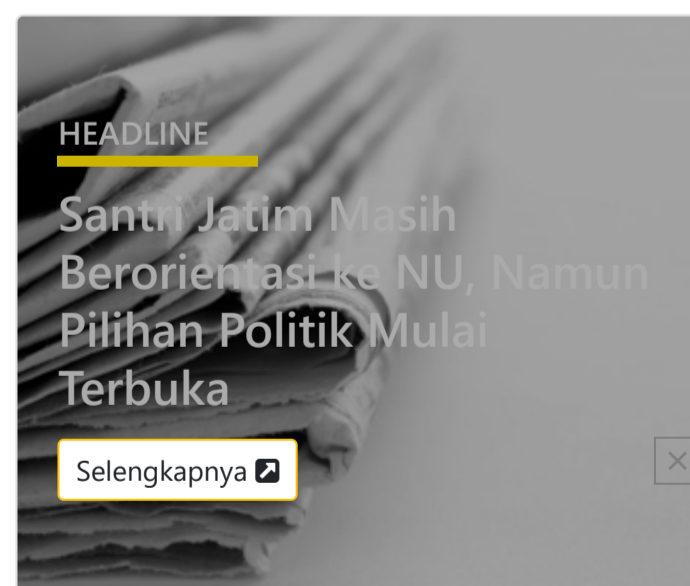 HEADLINE
Santri Jatim Masih
Berorientasi ke NU, Namun
Pilihan Politik Mulai
Terbuka
Selengkapnya